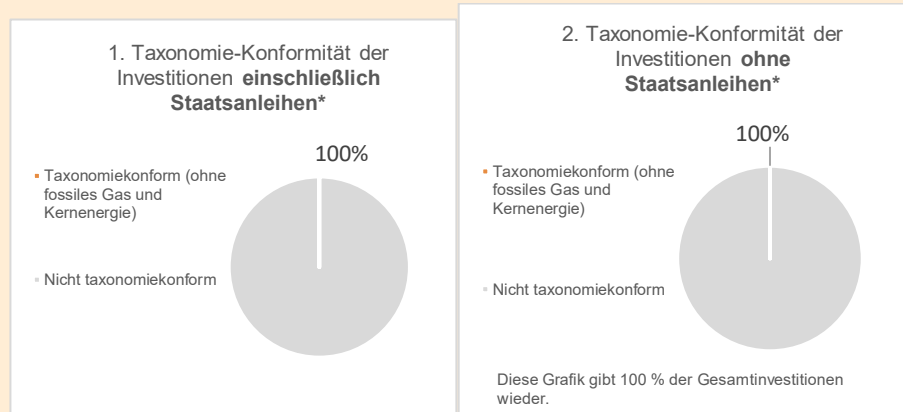 1. Taxonomie-Konformität der
Investitionen einschließlich
Staatsanleihen*
100%
Taxonomiekonform (ohne
fossiles Gas und
Kernenergie)
Nicht taxonomiekonform
2. Taxonomie-Konformität der
Investitionen ohne
Staatsanleihen*
100%
Taxonomiekonform (ohne
fossiles Gas und
Kernenergie)
Nicht taxonomiekonform
Diese Grafik gibt 100 % der Gesamtinvestitionen
wieder.